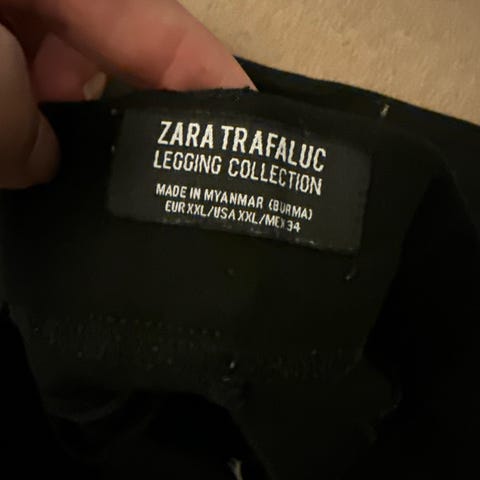 ZARA TRAFALUC
LEGGING COLLECTION
MADE IN MYANMAR (BURMA)
EUR XXL/USA XXL/MEX 34